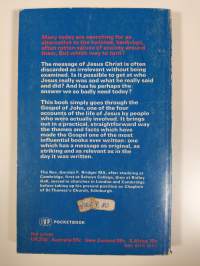 Many today are searching for an
alternative to the hollow, hardening,
often rotten values of society around
them. But which way to turn?
The message of Jesus Christ is often
discarded as irrelevant without being
examined. Is it possible to get at who
Jesus really was and what he really said
and did? And has he perhaps the
answer we so badly need today?
This book simply goes through the
Gospel of John, one of the four
accounts of the life of Jesus by
people who were actually involved. It brings
out in a practical, straightforward way
the themes and facts which have
made the Gospel one of the most
influential books ever written: one
which has a message as original, as
striking and as relevant as in the
day it was written.
The Rev. Gordon F. Bridger MA, after studying at
Cambridge, first at Selwyn College, then at Ridley
Hall, served in churches in London and Cambridge
before taking up his present position as Chaplain
of St Thomas's Church, Edinburgh.
ivp POCKETBOOK